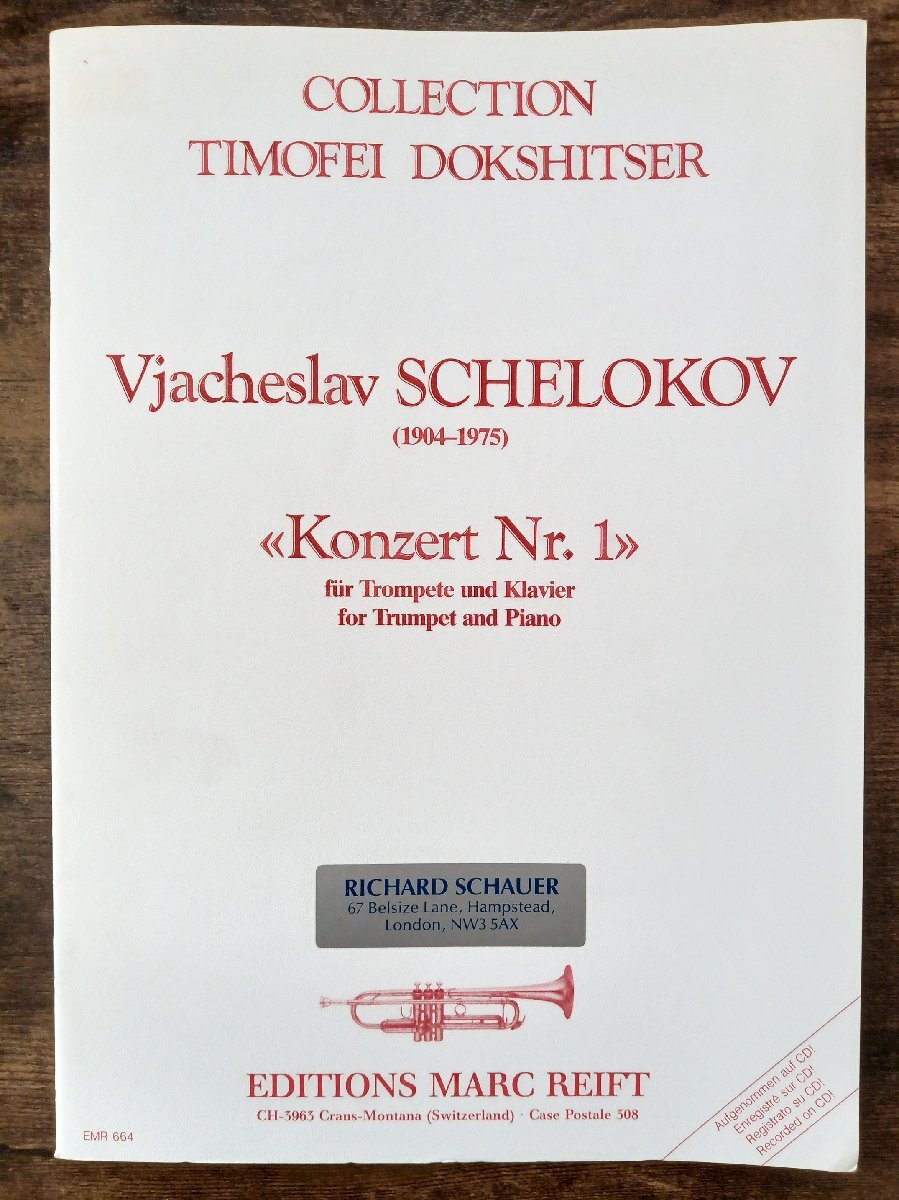 COLLECTION
TIMOFEI DOKSHITSER
Vjacheslav SCHELOKOV
(1904–1975)
«Konzert Nr. 1»
für Trompete und Klavier
for Trumpet and Piano
RICHARD SCHAUER
67 Belsize Lane, Hampstead,
London, NW3 5AX
EDITIONS MARC REIFT
CH-3963 Crans-Montana (Switzerland) · Case Postale 308
EMR 664
Aufgenommen auf CD!
Enregistré sur CD!
Registrato su CD!
Recorded on CD!